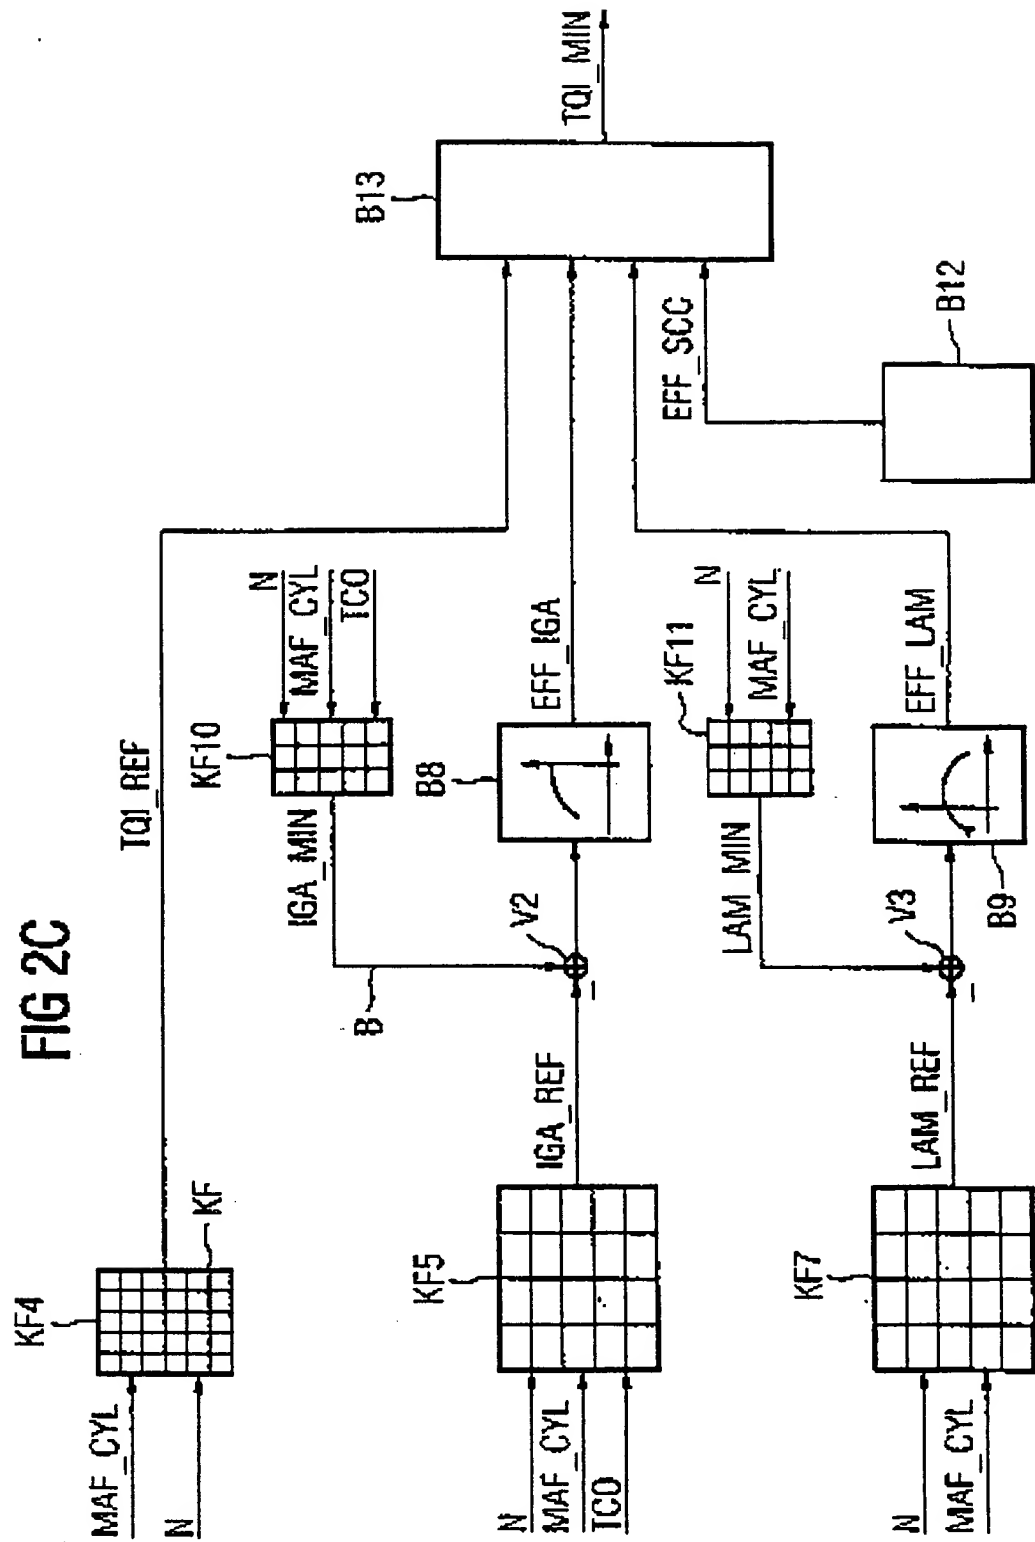 FIG 2C
KF4
MAF_CYL
N
KF
TQI_REF
KF10
N
MAF_CYL
TCO
IGA_MIN
B
KF5
N
MAF_CYL
TCO
IGA_REF
V2
B8
EFF_IGA
KF11
N
MAF_CYL
LAM_MIN
KF7
N
MAF_CYL
LAM_REF
V3
B9
EFF_LAM
EFF_SCC
B12
B13
TQI_MIN